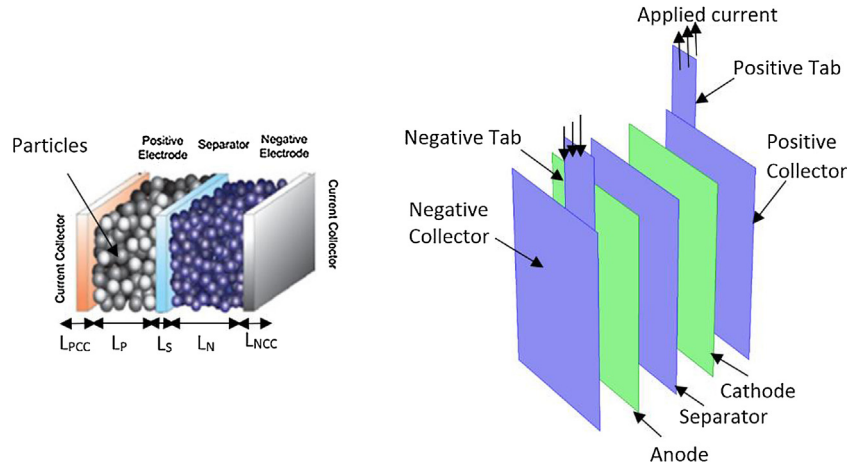 Particles
Positive
Electrode
Separator
Negative
Electrode
Current Collector
Current Collector
LPCC
LP
LS
LN
LNCC
Applied current
Positive Tab
Negative Tab
Positive
Collector
Negative
Collector
Cathode
Separator
Anode